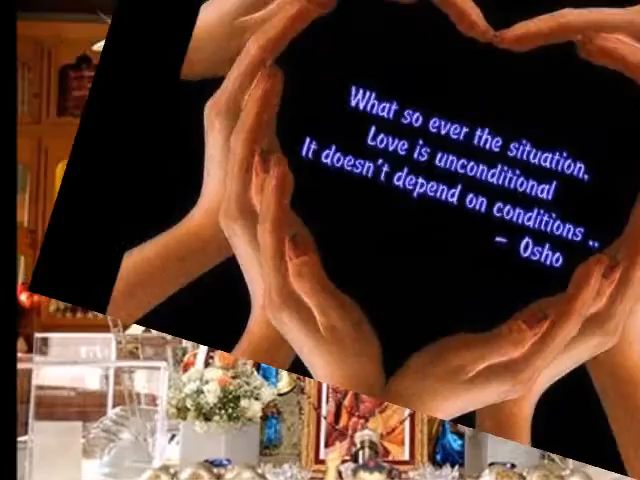 What so ever the situation,
Love is unconditional
It doesn't depend on conditions ..
- Osho